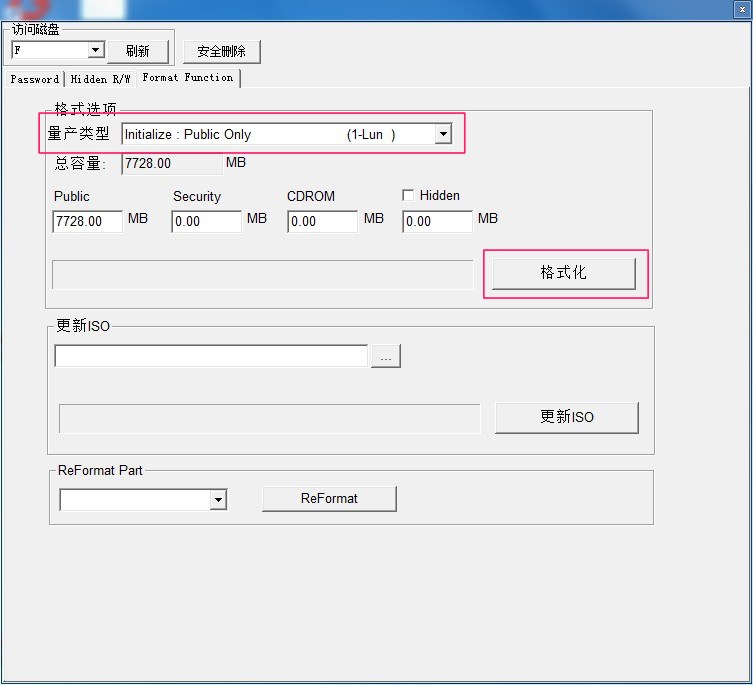 访问磁盘
F 刷新 安全删除
Password Hidden R/W Format Function
格式选项
量产类型 Initialize : Public Only (1-Lun )
总容量: 7728.00 MB
Public Security CDROM Hidden
7728.00 MB 0.00 MB 0.00 MB 0.00 MB
格式化
更新ISO
...
更新ISO
ReFormat Part
ReFormat